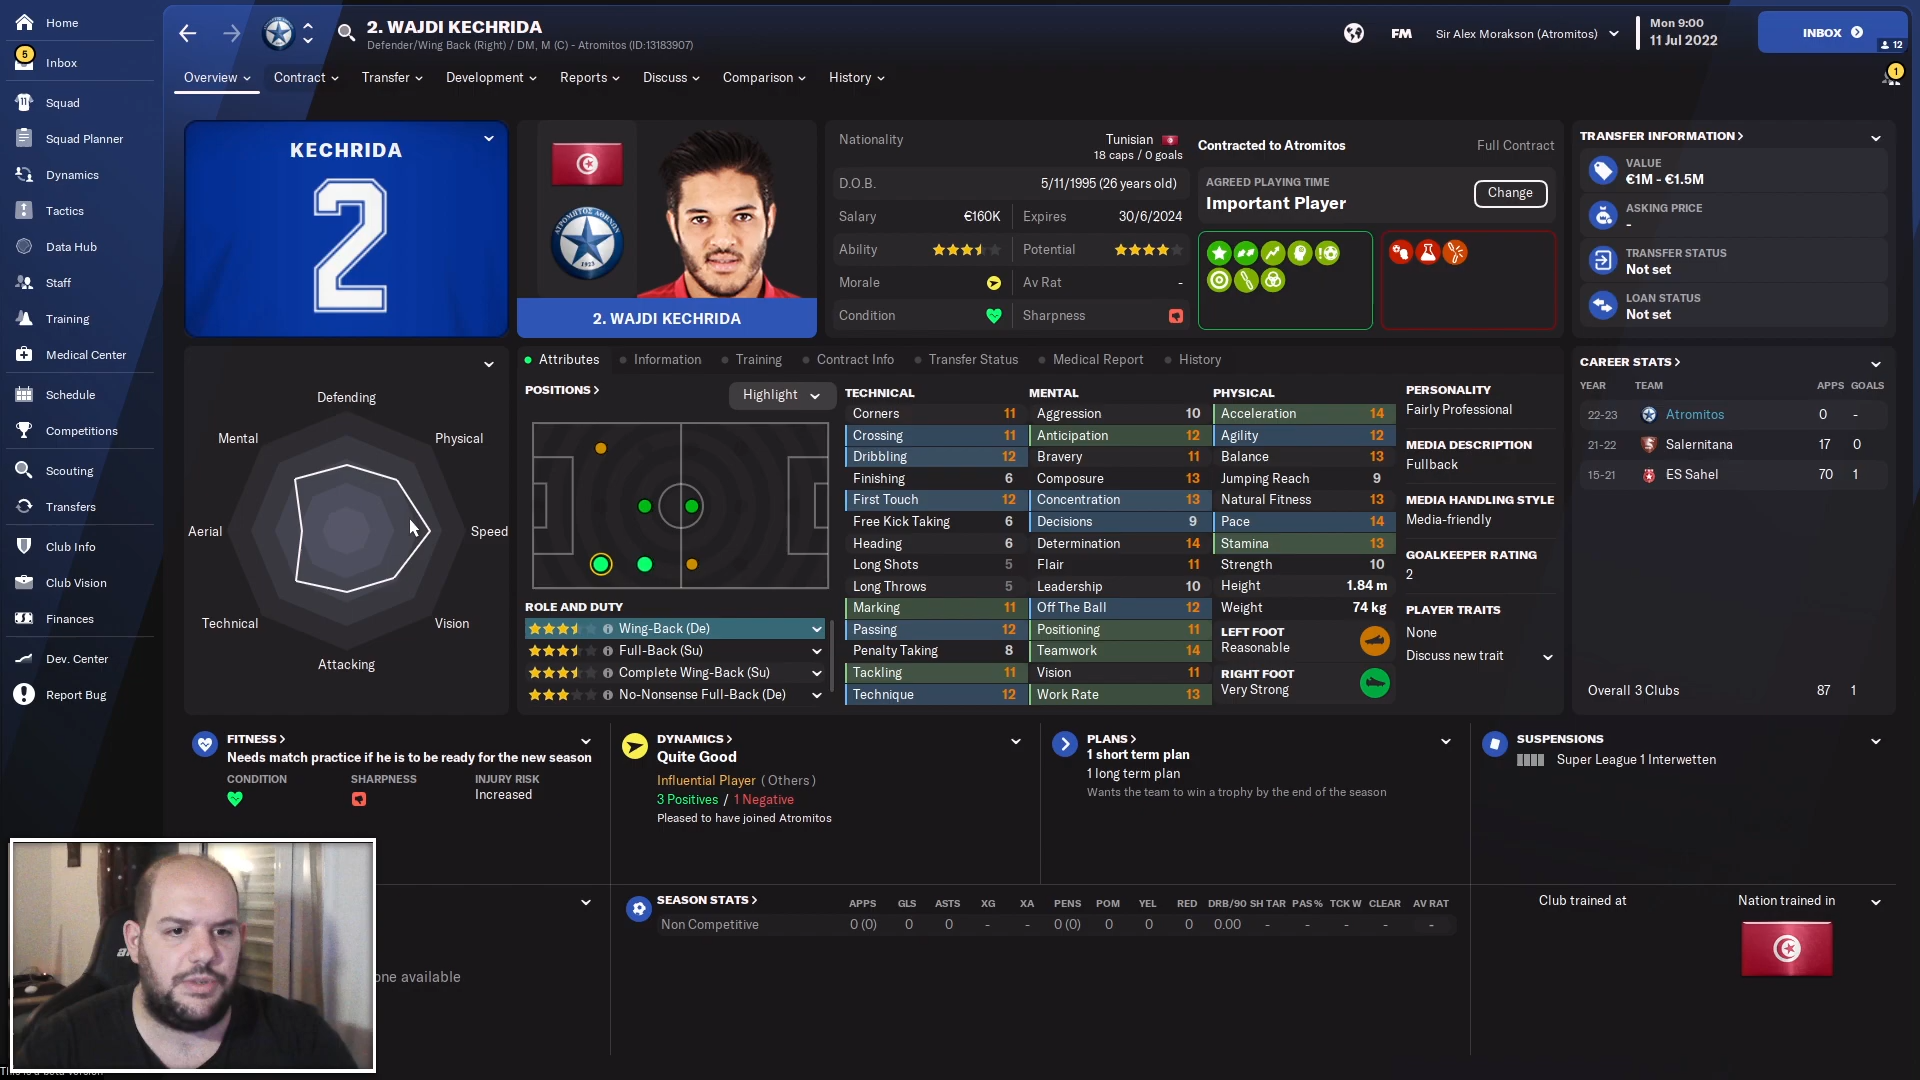 Home
5
Inbox
Squad
Squad Planner
Dynamics
Tactics
Data Hub
Staff
Training
Medical Center
Schedule
Competitions
Scouting
Transfers
Club Info
Club Vision
Finances
Dev. Center
Report Bug
2. WAJDI KECHRIDA
Defender/Wing Back (Right) / DM, M (C) - Atromitos (ID:13183907)
FM
Sir Alex Morakson (Atromitos)
Mon 9:00
11 Jul 2022
INBOX
12
1
Overview Contract Transfer Development Reports Discuss Comparison History
KECHRIDA
2
2. WAJDI KECHRIDA
Nationality Tunisian
18 caps / 0 goals
D.O.B. 5/11/1995 (26 years old)
Salary €160K Expires 30/6/2024
Ability Potential
Morale Av Rat -
Condition Sharpness
Contracted to Atromitos Full Contract
AGREED PLAYING TIME
Important Player
Change
TRANSFER INFORMATION >
VALUE
€1M - €1.5M
ASKING PRICE
-
TRANSFER STATUS
Not set
LOAN STATUS
Not set
Defending
Mental
Physical
Aerial
Speed
Technical
Vision
Attacking
Attributes Information Training Contract Info Transfer Status Medical Report History
POSITIONS >
Highlight
ROLE AND DUTY
Wing-Back (De)
Full-Back (Su)
Complete Wing-Back (Su)
No-Nonsense Full-Back (De)
TECHNICAL
Corners 11
Crossing 11
Dribbling 12
Finishing 6
First Touch 12
Free Kick Taking 6
Heading 6
Long Shots 5
Long Throws 5
Marking 11
Passing 12
Penalty Taking 8
Tackling 11
Technique 12
MENTAL
Aggression 10
Anticipation 12
Bravery 11
Composure 13
Concentration 13
Decisions 9
Determination 14
Flair 11
Leadership 10
Off The Ball 12
Positioning 11
Teamwork 14
Vision 11
Work Rate 13
PHYSICAL
Acceleration 14
Agility 12
Balance 13
Jumping Reach 9
Natural Fitness 13
Pace 14
Stamina 13
Strength 10
Height 1.84 m
Weight 74 kg
LEFT FOOT
Reasonable
RIGHT FOOT
Very Strong
PERSONALITY
Fairly Professional
MEDIA DESCRIPTION
Fullback
MEDIA HANDLING STYLE
Media-friendly
GOALKEEPER RATING
2
PLAYER TRAITS
None
Discuss new trait
CAREER STATS >
YEAR TEAM APPS GOALS
22-23 Atromitos 0 -
21-22 Salernitana 17 0
15-21 ES Sahel 70 1
Overall 3 Clubs 87 1
FITNESS >
Needs match practice if he is to be ready for the new season
CONDITION SHARPNESS INJURY RISK
Increased
DYNAMICS >
Quite Good
Influential Player ( Others )
3 Positives / 1 Negative
Pleased to have joined Atromitos
PLANS >
1 short term plan
1 long term plan
Wants the team to win a trophy by the end of the season
SUSPENSIONS
Super League 1 Interwetten
one available
SEASON STATS >
APPS GLS ASTS XG XA PENS POM YEL RED DRB/90 SH TAR PAS% TCK W CLEAR AV RAT
Non Competitive 0 (0) 0 0 - - 0 (0) 0 0 0 0.00 - - - - -
Club trained at
Nation trained in